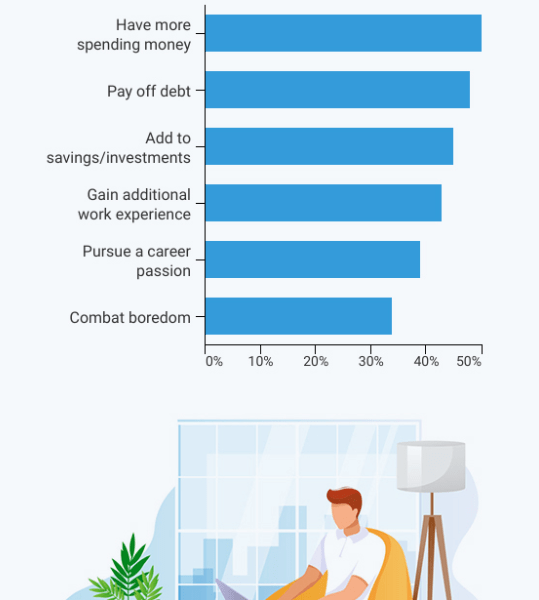 Have more
spending money
Pay off debt
Add to
savings/investments
Gain additional
work experience
Pursue a career
passion
Combat boredom
0% 10% 20% 30% 40% 50%